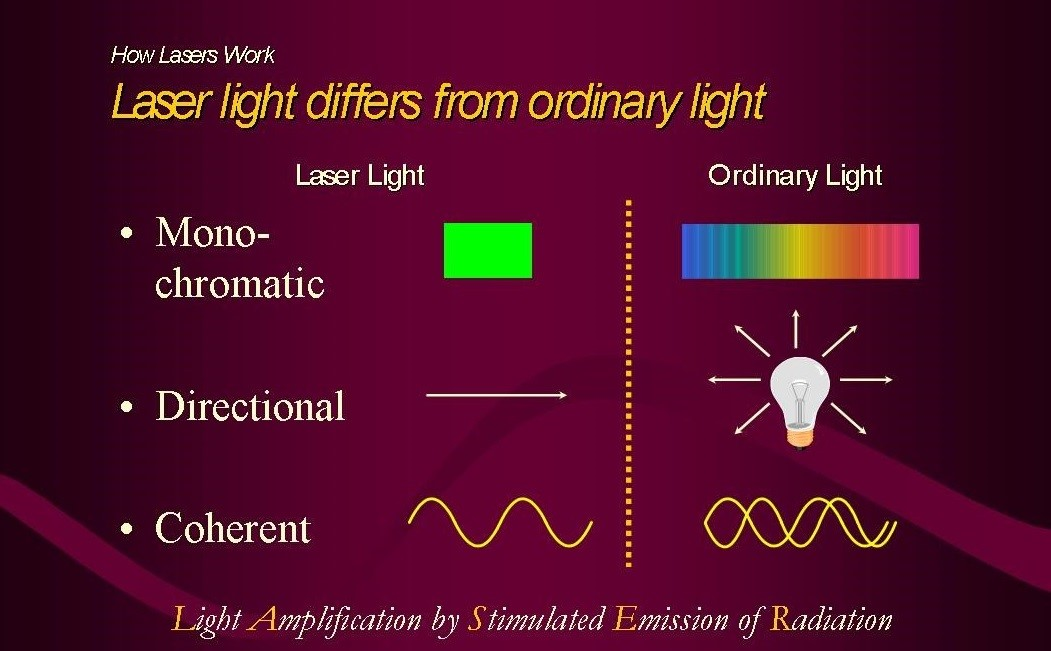 How Lasers Work
Laser light differs from ordinary light
Laser Light
Ordinary Light
• Mono-
chromatic
• Directional
• Coherent
Light Amplification by Stimulated Emission of Radiation